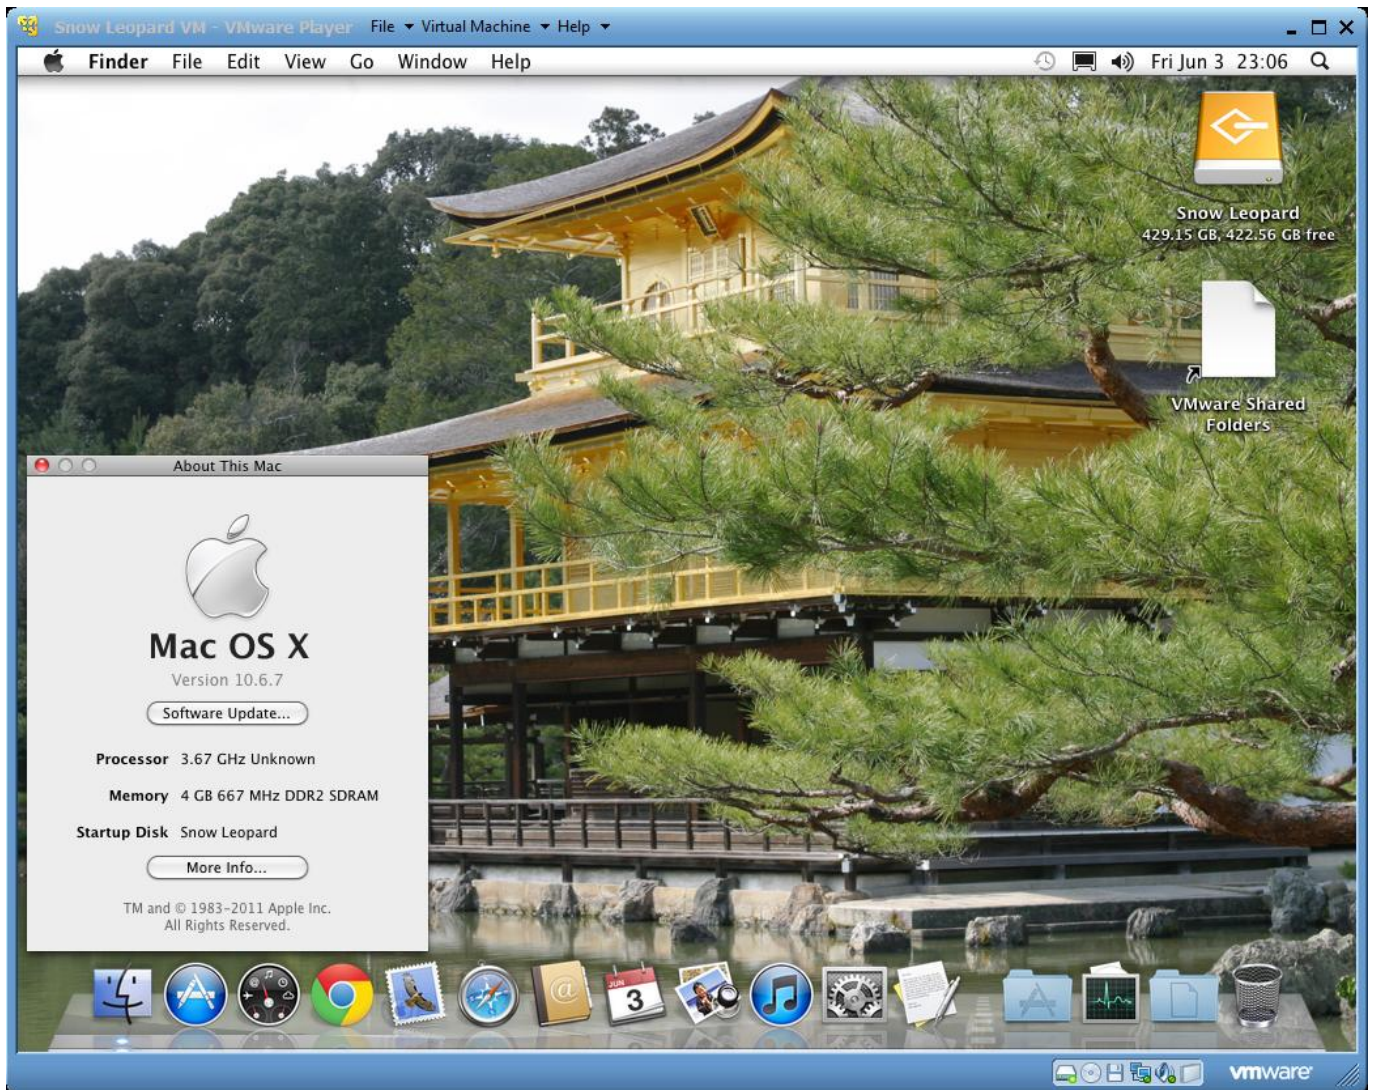 Snow Leopard VM - VMware Player File Virtual Machine Help
Finder File Edit View Go Window Help Fri Jun 3 23:06
Snow Leopard
429.15 GB, 422.56 GB free
VMware Shared
Folders
About This Mac
Mac OS X
Version 10.6.7
Software Update...
Processor 3.67 GHz Unknown
Memory 4 GB 667 MHz DDR2 SDRAM
Startup Disk Snow Leopard
More Info...
TM and © 1983-2011 Apple Inc.
All Rights Reserved.
@
JUN
3
vmware